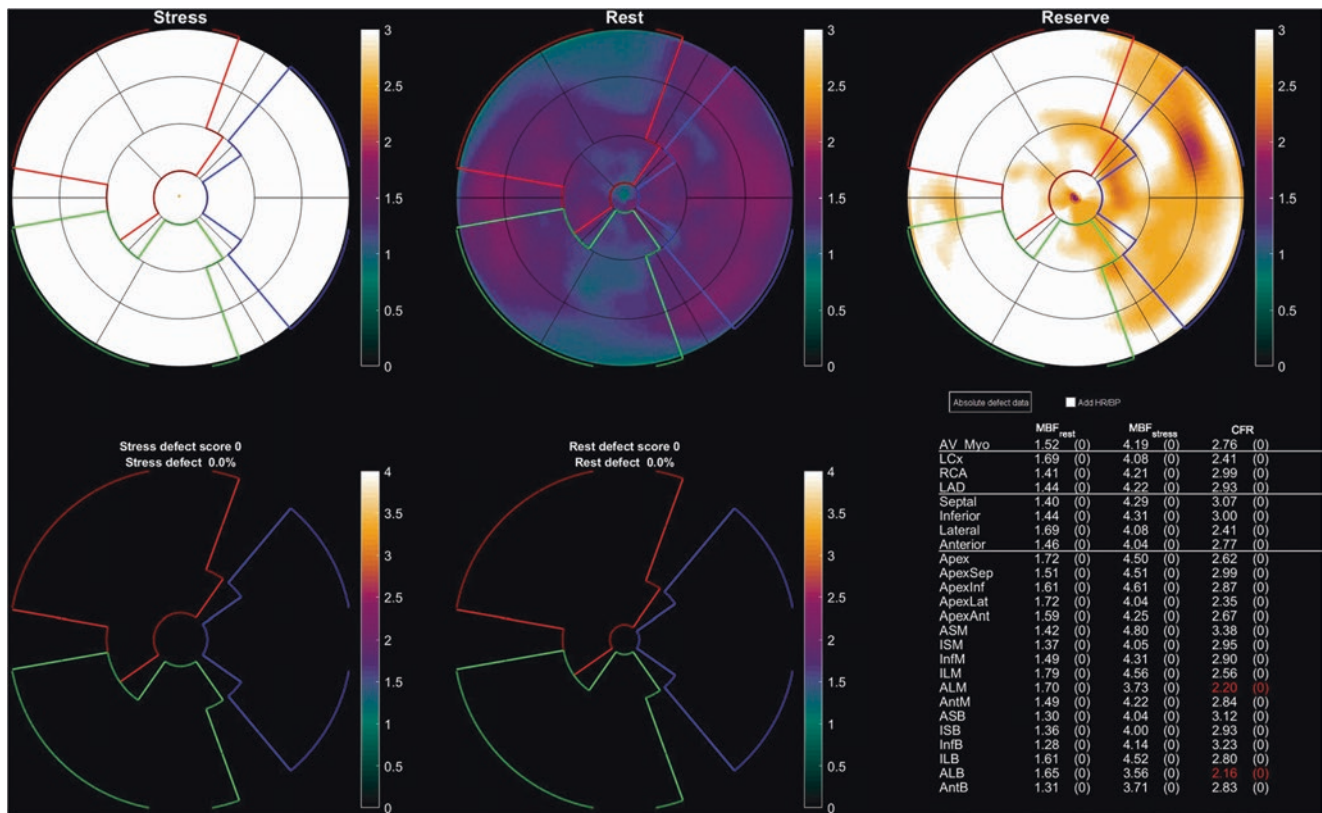 Stress
Rest
Reserve
3
2.5
2
1.5
1
0.5
0
3
2.5
2
1.5
1
0.5
0
3
2.5
2
1.5
1
0.5
0
Absolute defect data
Add HR/BP
Stress defect score 0
Stress defect 0.0%
4
3.5
3
2.5
2
1.5
1
0.5
0
Rest defect score 0
Rest defect 0.0%
4
3.5
3
2.5
2
1.5
1
0.5
0
MBF rest MBF stress CFR
AV_Myo 1.52 (0) 4.19 (0) 2.76 (0)
LCx 1.69 (0) 4.08 (0) 2.41 (0)
RCA 1.41 (0) 4.21 (0) 2.99 (0)
LAD 1.44 (0) 4.22 (0) 2.93 (0)
Septal 1.40 (0) 4.29 (0) 3.07 (0)
Inferior 1.44 (0) 4.31 (0) 3.00 (0)
Lateral 1.69 (0) 4.08 (0) 2.41 (0)
Anterior 1.46 (0) 4.04 (0) 2.77 (0)
Apex 1.72 (0) 4.50 (0) 2.62 (0)
ApexSep 1.51 (0) 4.51 (0) 2.99 (0)
ApexInf 1.61 (0) 4.61 (0) 2.87 (0)
ApexLat 1.72 (0) 4.04 (0) 2.35 (0)
ApexAnt 1.59 (0) 4.25 (0) 2.67 (0)
ASM 1.42 (0) 4.80 (0) 3.38 (0)
ISM 1.37 (0) 4.05 (0) 2.95 (0)
InfM 1.49 (0) 4.31 (0) 2.90 (0)
ILM 1.79 (0) 4.56 (0) 2.56 (0)
ALM 1.70 (0) 3.73 (0) 2.20 (0)
AntM 1.49 (0) 4.22 (0) 2.84 (0)
ASB 1.30 (0) 4.04 (0) 3.12 (0)
ISB 1.36 (0) 4.00 (0) 2.93 (0)
InfB 1.28 (0) 4.14 (0) 3.23 (0)
ILB 1.61 (0) 4.52 (0) 2.80 (0)
ALB 1.65 (0) 3.56 (0) 2.16 (0)
AntB 1.31 (0) 3.71 (0) 2.83 (0)